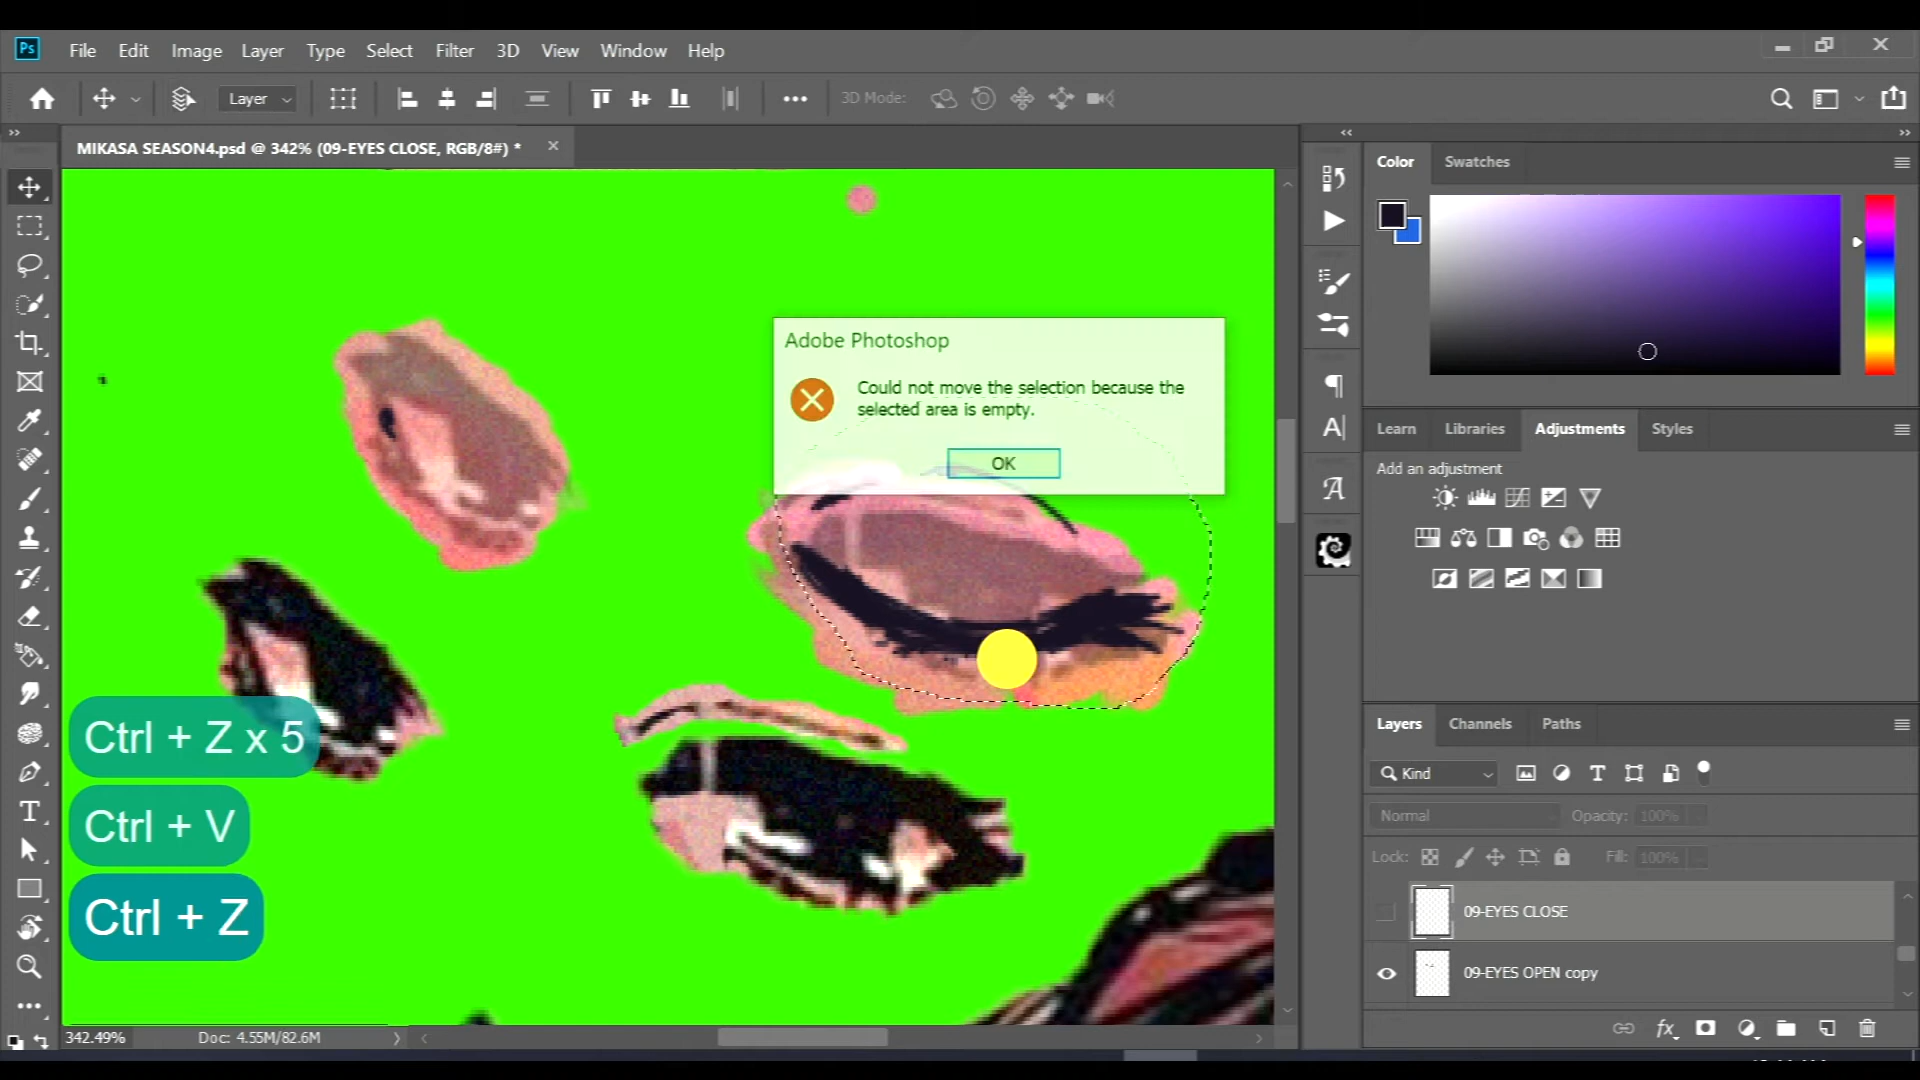 Ps File Edit Image Layer Type Select Filter 3D View Window Help
Layer 3D Mode:
MIKASA SEASON4.psd @ 342% (09-EYES CLOSE, RGB/8#) *
Color Swatches
Adobe Photoshop
Could not move the selection because the
selected area is empty.
OK
Learn Libraries Adjustments Styles
Add an adjustment
Layers Channels Paths
Kind
Normal Opacity: 100%
Lock: Fill: 100%
09-EYES CLOSE
09-EYES OPEN copy
Ctrl + Z x 5
Ctrl + V
Ctrl + Z
342.49% Doc: 4.55M/82.6M